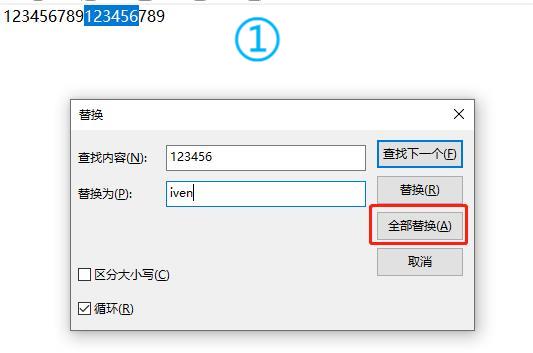 123456789123456789
①
替换
查找内容(N): 123456 查找下一个(F)
替换为(P): iven 替换(R)
全部替换(A)
取消
区分大小写(C)
循环(R)